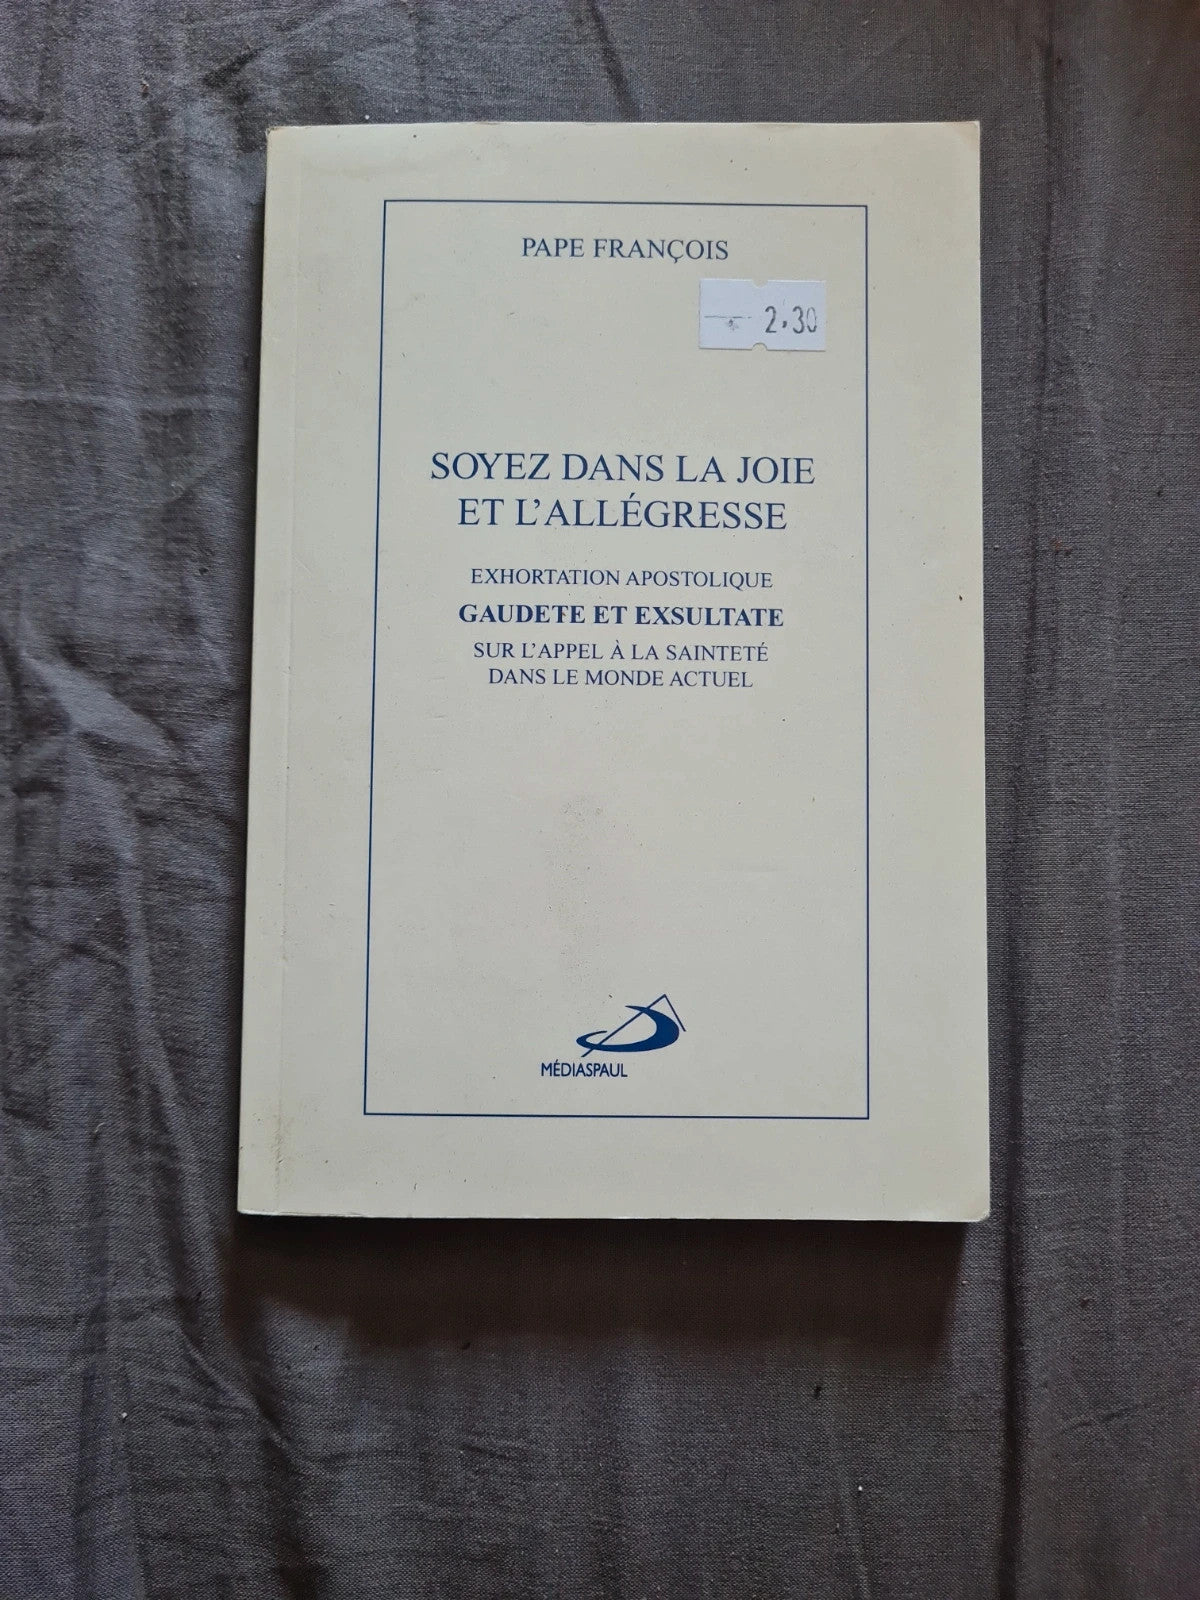 PAPE FRANÇOIS
2.30
SOYEZ DANS LA JOIE
ET L'ALLÉGRESSE
EXHORTATION APOSTOLIQUE
GAUDETE ET EXSULTATE
SUR L'APPEL À LA SAINTETÉ
DANS LE MONDE ACTUEL
MÉDIASPAUL